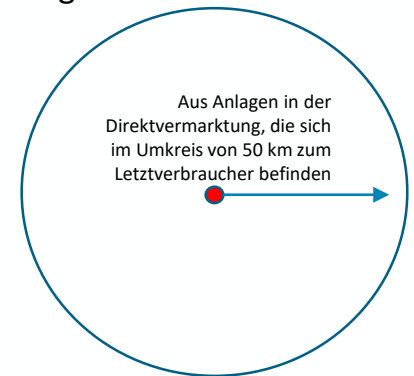 Aus Anlagen in der
Direktvermarktung, die sich
im Umkreis von 50 km zum
Letztverbraucher befinden